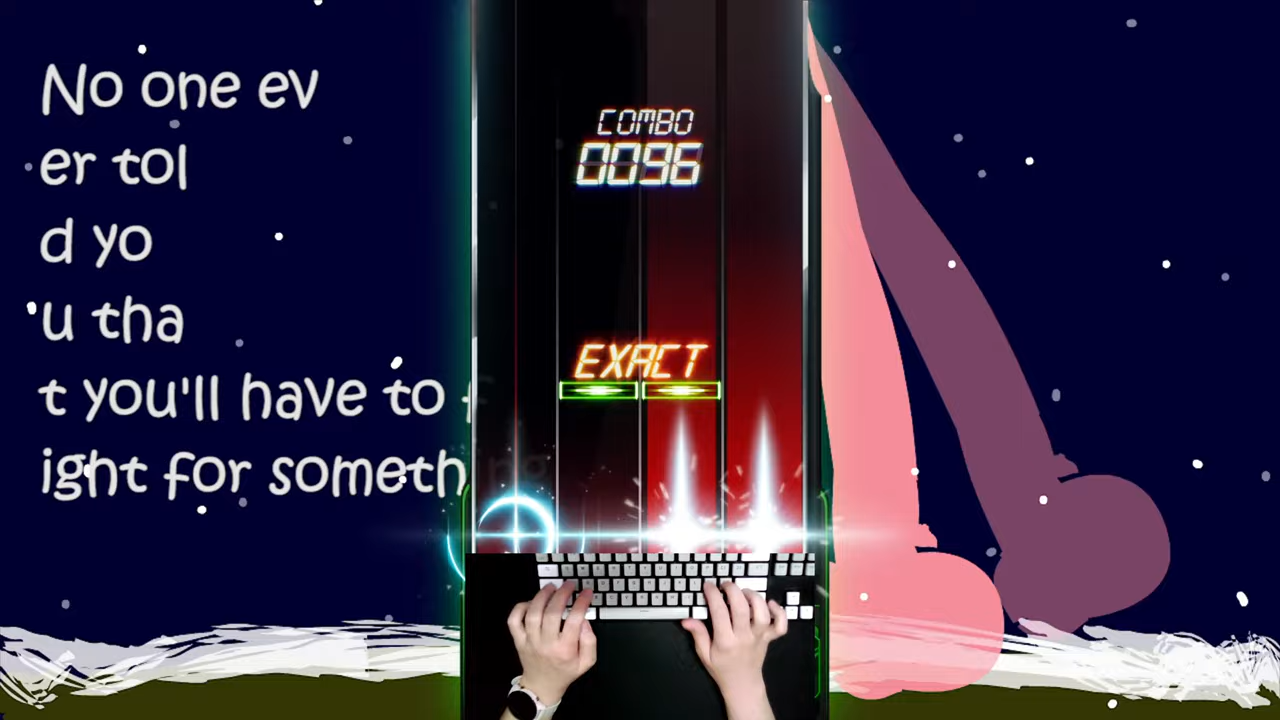 No one ev
er tol
d yo
u tha
t you'll have to f
ight for someth
COMBO
0096
EXACT